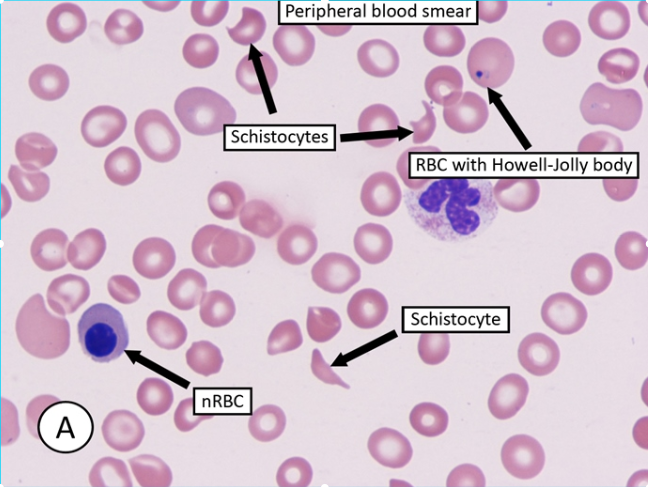 Peripheral blood smear
Schistocytes
RBC with Howell-Jolly body
Schistocyte
nRBC
A